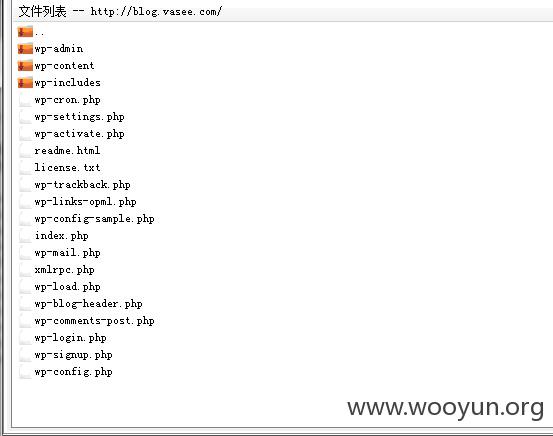 文件列表 -- http://blog.vasee.com/
..
wp-admin
wp-content
wp-includes
wp-cron.php
wp-settings.php
wp-activate.php
readme.html
license.txt
wp-trackback.php
wp-links-opml.php
wp-config-sample.php
index.php
wp-mail.php
xmlrpc.php
wp-load.php
wp-blog-header.php
wp-comments-post.php
wp-login.php
wp-signup.php
wp-config.php
www.wooyun.org